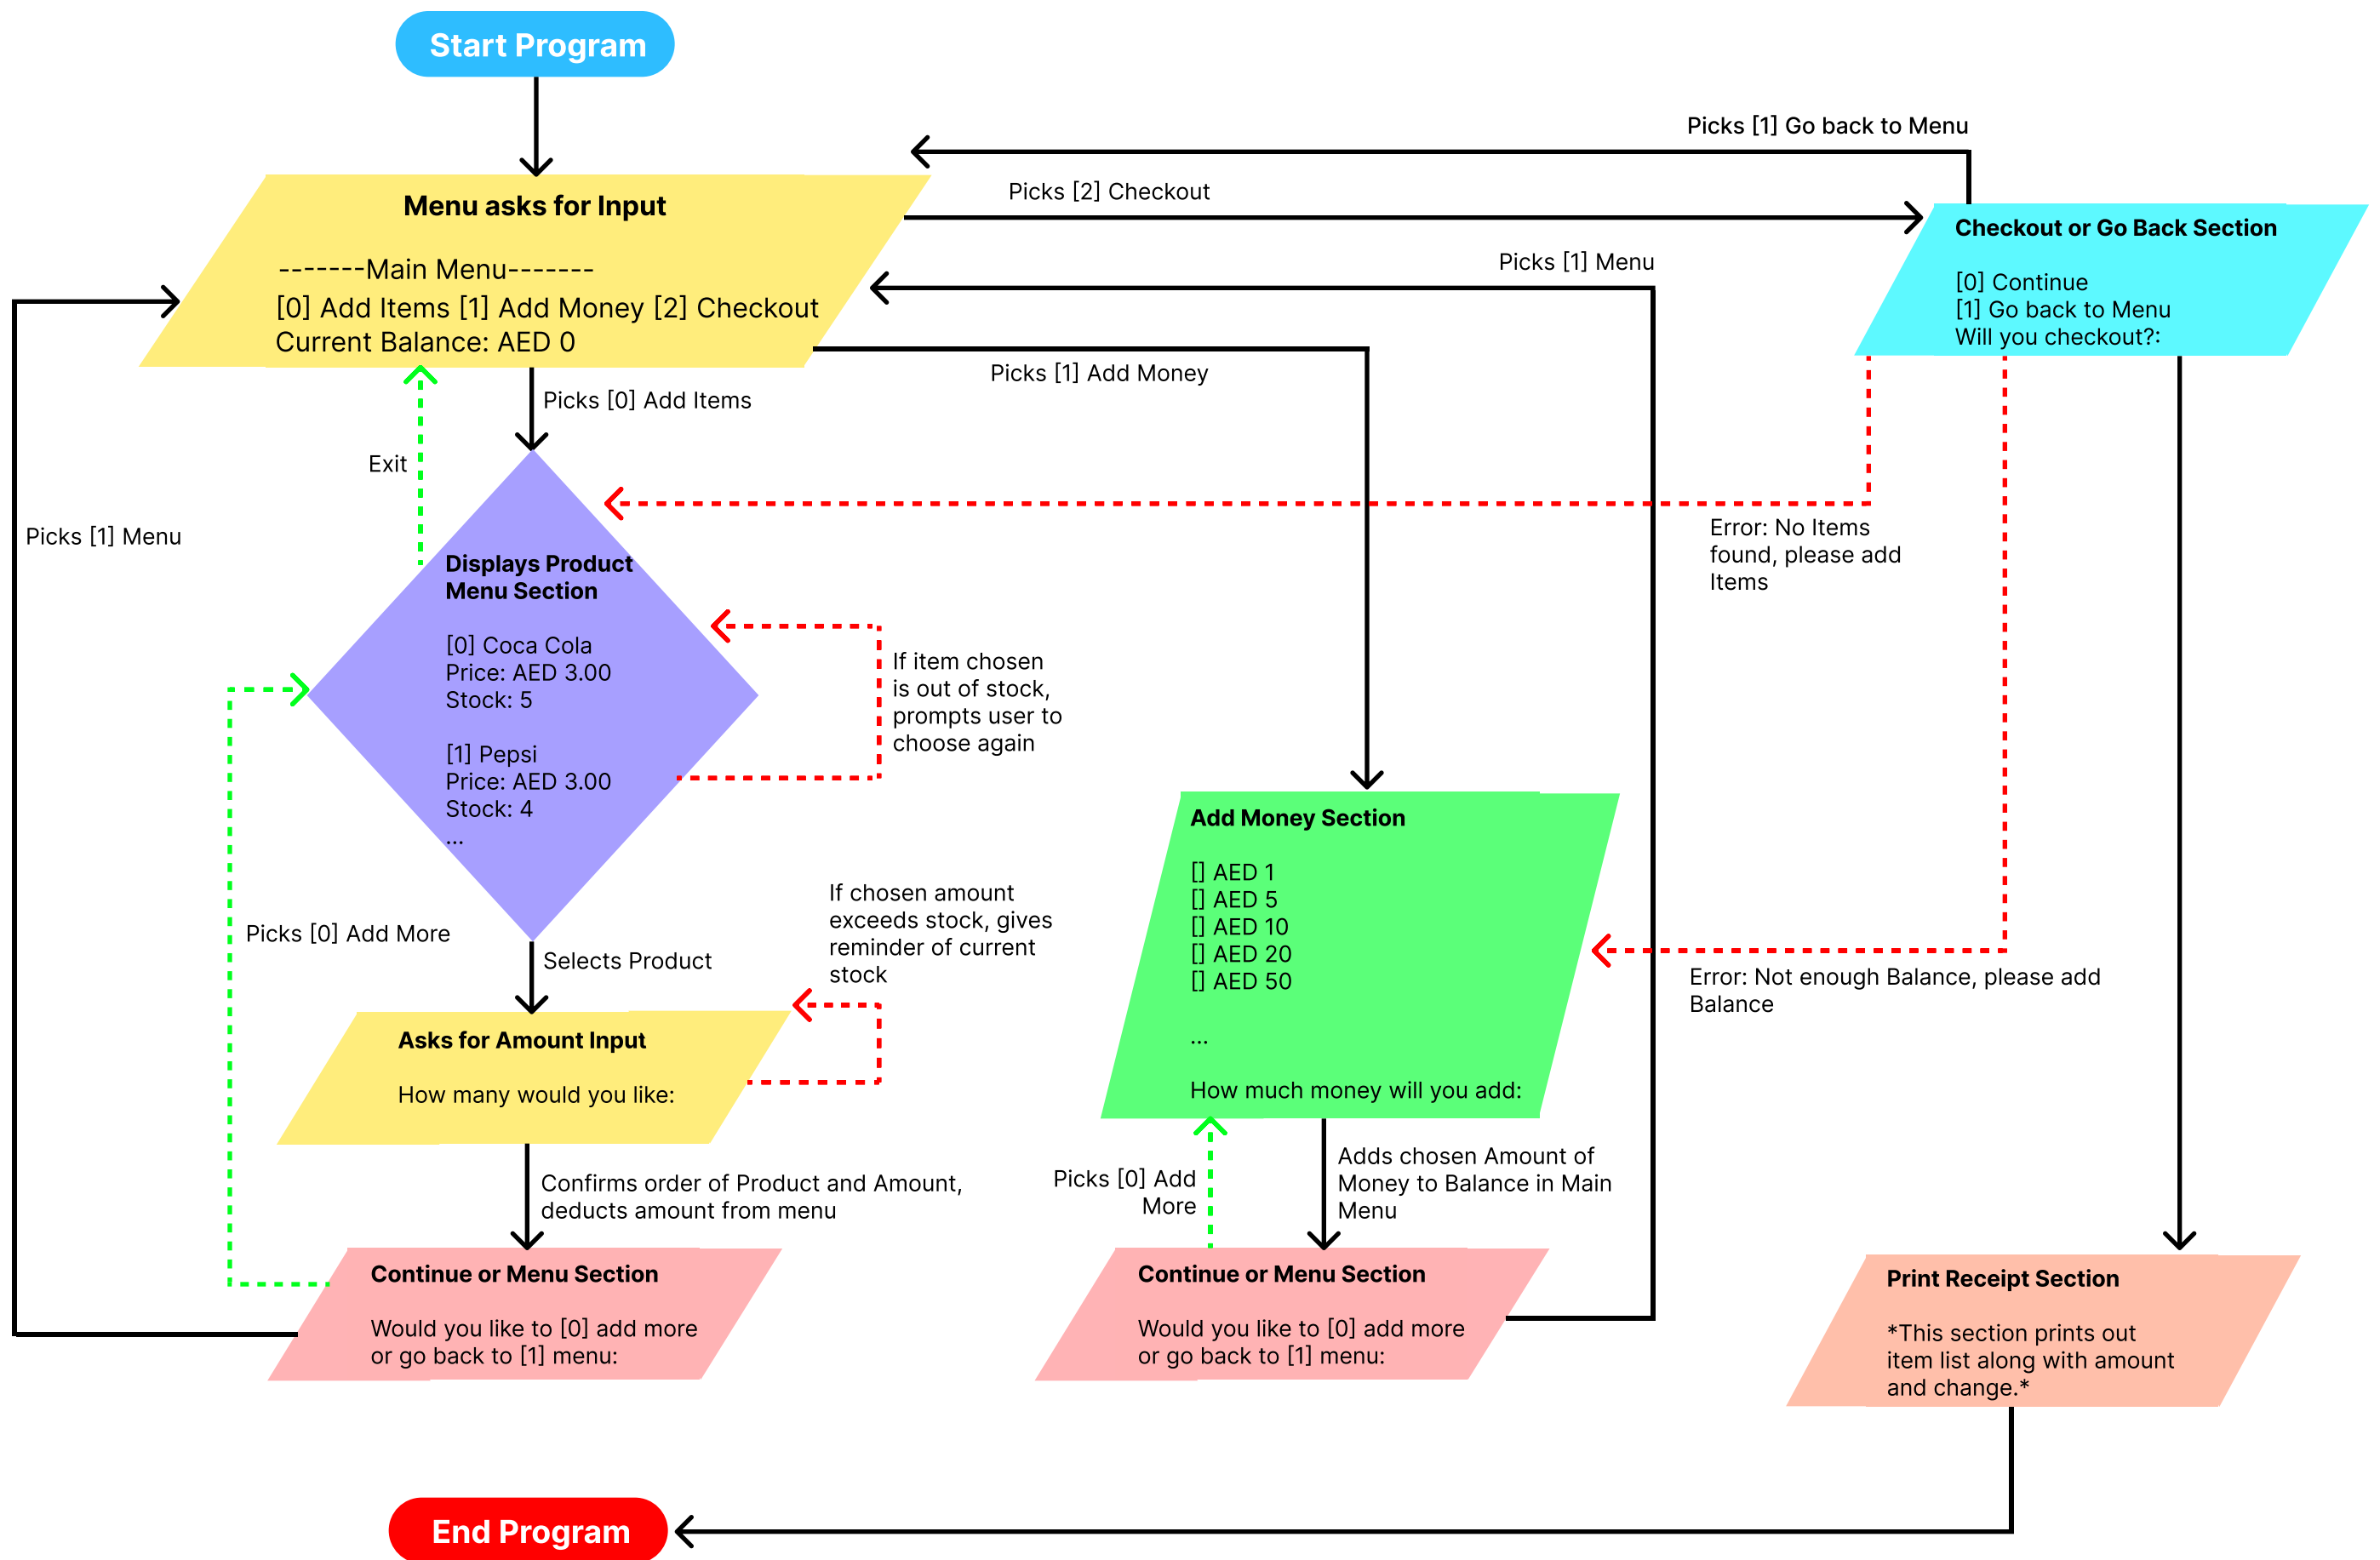 Start Program
Picks [1] Go back to Menu
Picks [2] Checkout
Menu asks for Input
-------Main Menu-------
[0] Add Items [1] Add Money [2] Checkout
Current Balance: AED 0
Checkout or Go Back Section
[0] Continue
[1] Go back to Menu
Will you checkout?:
Picks [1] Menu
Picks [1] Add Money
Picks [0] Add Items
Exit
Picks [1] Menu
Error: No Items
found, please add
Items
Displays Product
Menu Section
[0] Coca Cola
Price: AED 3.00
Stock: 5
[1] Pepsi
Price: AED 3.00
Stock: 4
...
If item chosen
is out of stock,
prompts user to
choose again
Add Money Section
[] AED 1
[] AED 5
[] AED 10
[] AED 20
[] AED 50
...
How much money will you add:
If chosen amount
exceeds stock, gives
reminder of current
stock
Picks [0] Add More
Selects Product
Error: Not enough Balance, please add
Balance
Asks for Amount Input
How many would you like:
Confirms order of Product and Amount,
deducts amount from menu
Picks [0] Add
More
Adds chosen Amount of
Money to Balance in Main
Menu
Continue or Menu Section
Would you like to [0] add more
or go back to [1] menu:
Continue or Menu Section
Would you like to [0] add more
or go back to [1] menu:
Print Receipt Section
*This section prints out
item list along with amount
and change.*
End Program